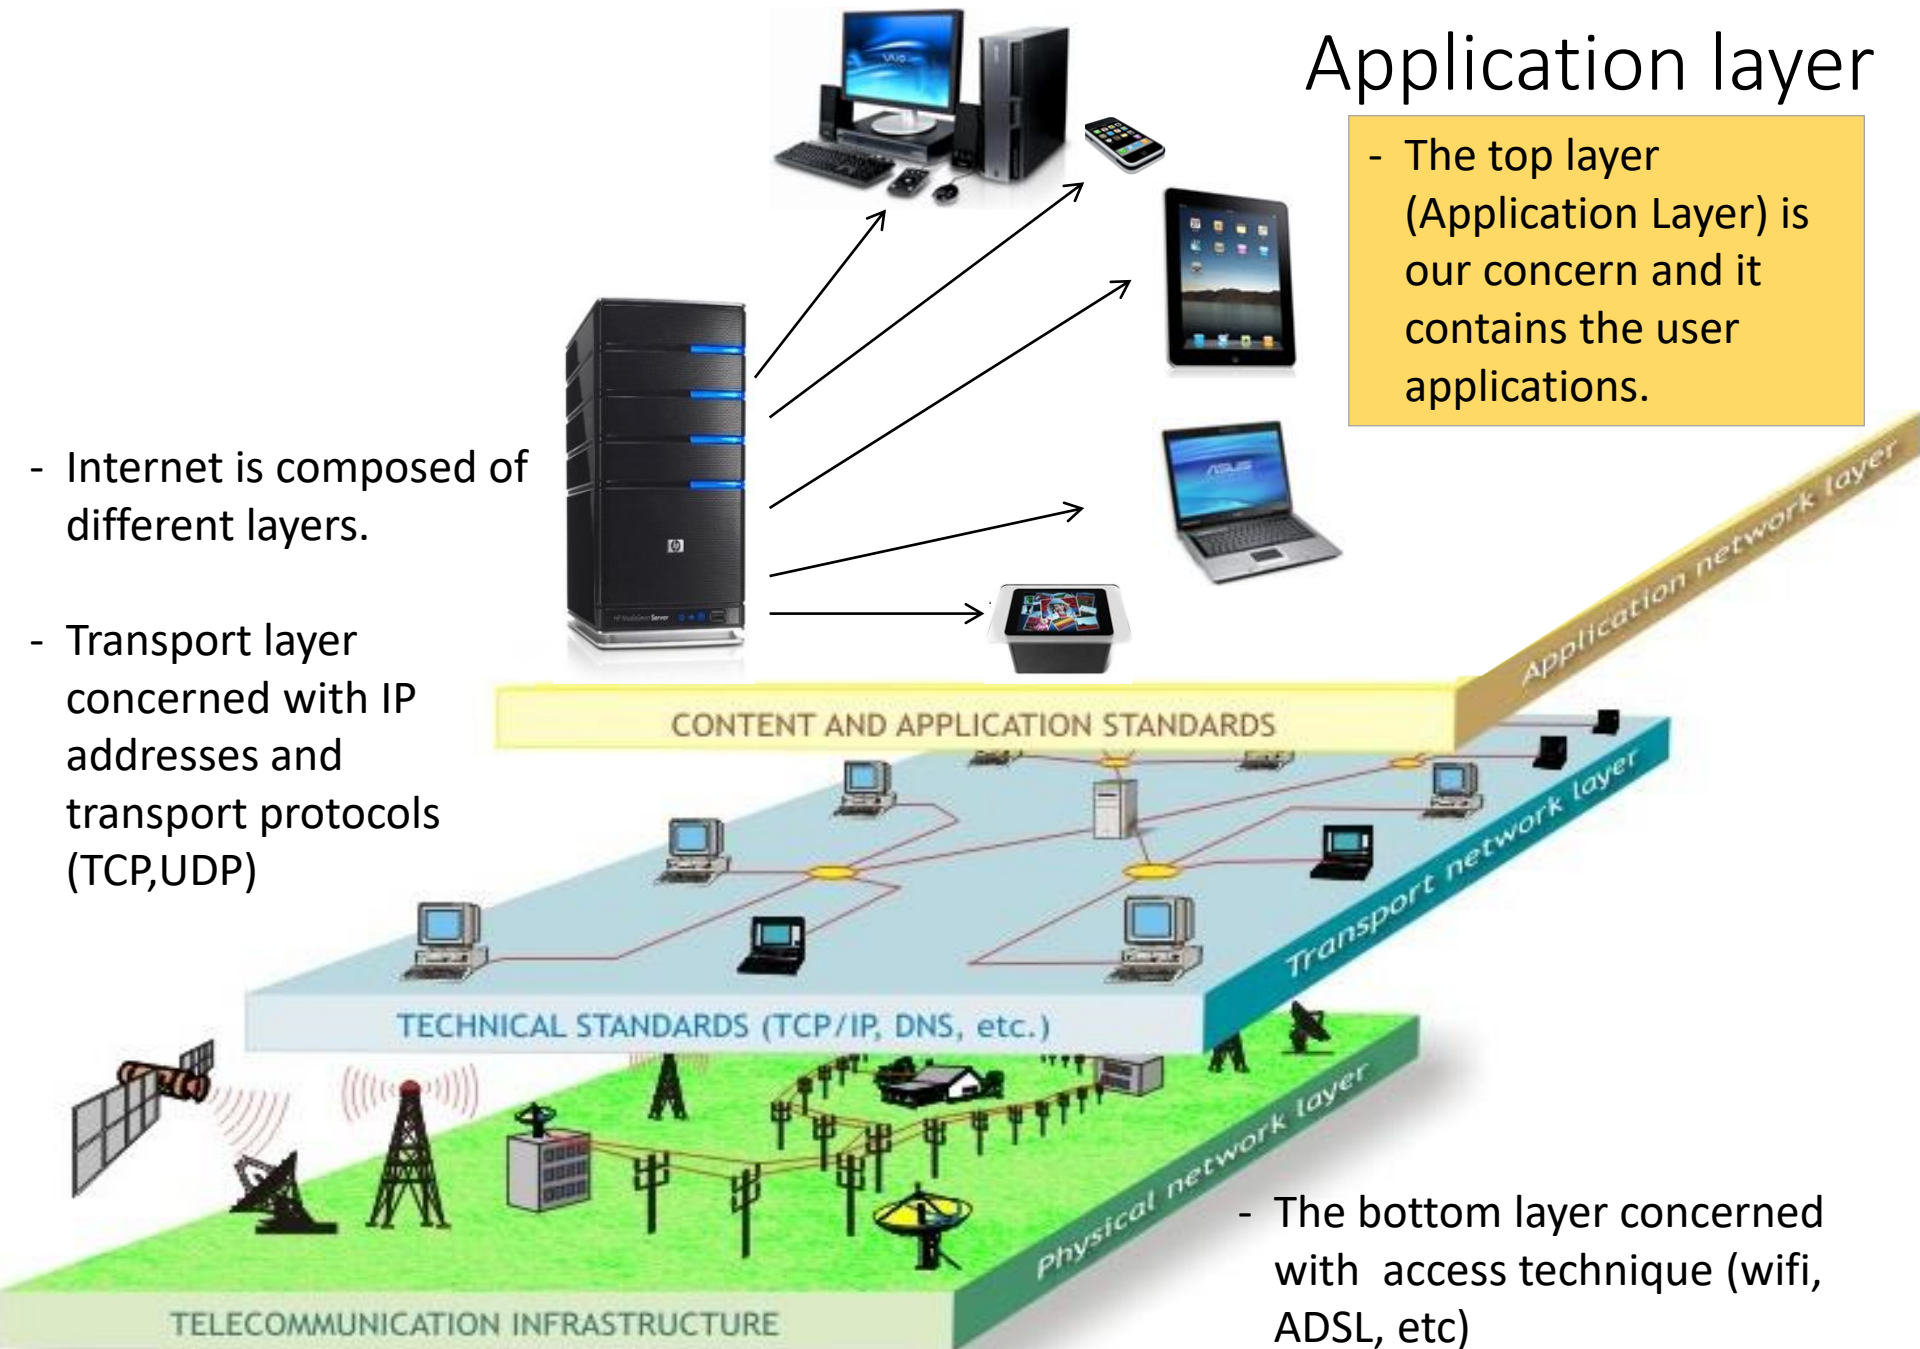 Application layer
- The top layer
(Application Layer) is
our concern and it
contains the user
applications.
- Internet is composed of
different layers.
- Transport layer
concerned with IP
addresses and
transport protocols
(TCP,UDP)
VAIO
ASUS
hp
Application network layer
CONTENT AND APPLICATION STANDARDS
Transport network layer
TECHNICAL STANDARDS (TCP/IP, DNS, etc.)
Physical network layer
TELECOMMUNICATION INFRASTRUCTURE
- The bottom layer concerned
with  access technique (wifi,
ADSL, etc)